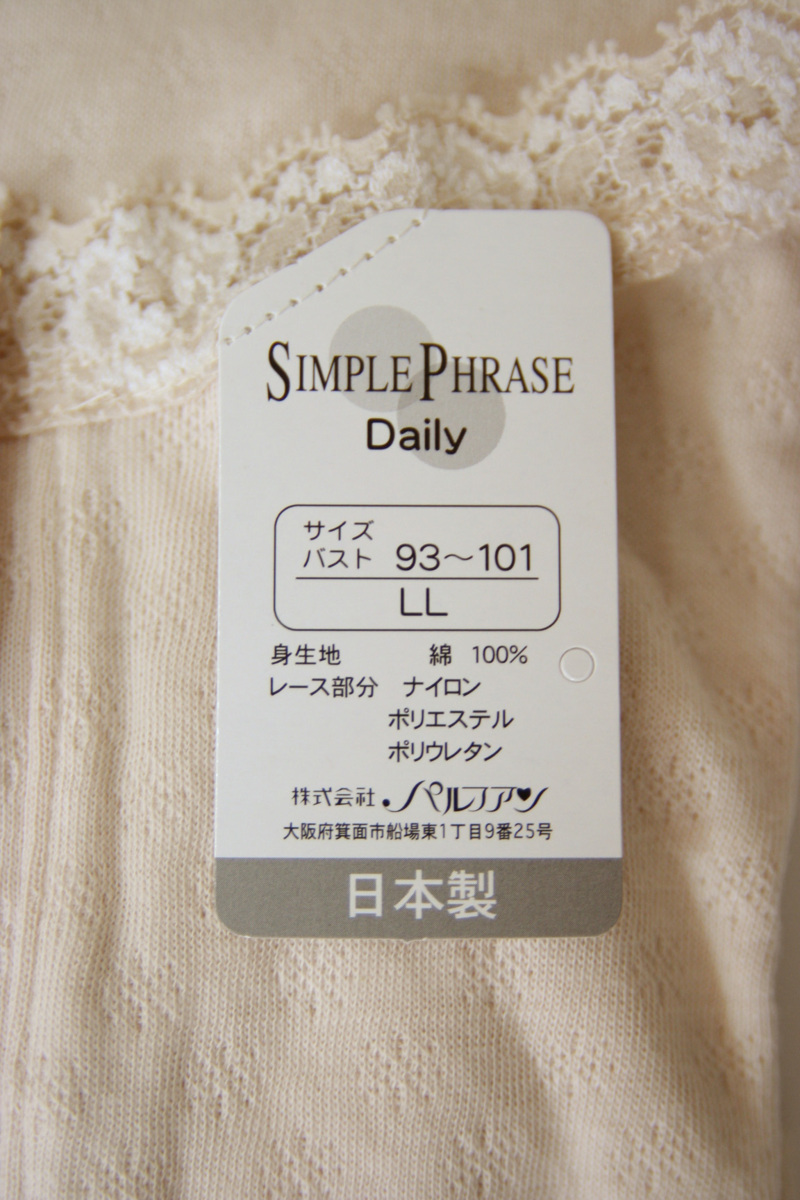 SIMPLE PHRASE
Daily
サイズ
バスト 93～101
LL
身生地 綿 100%
レース部分 ナイロン
ポリエステル
ポリウレタン
株式会社 パルファン
大阪府箕面市船場東1丁目9番25号
日本製